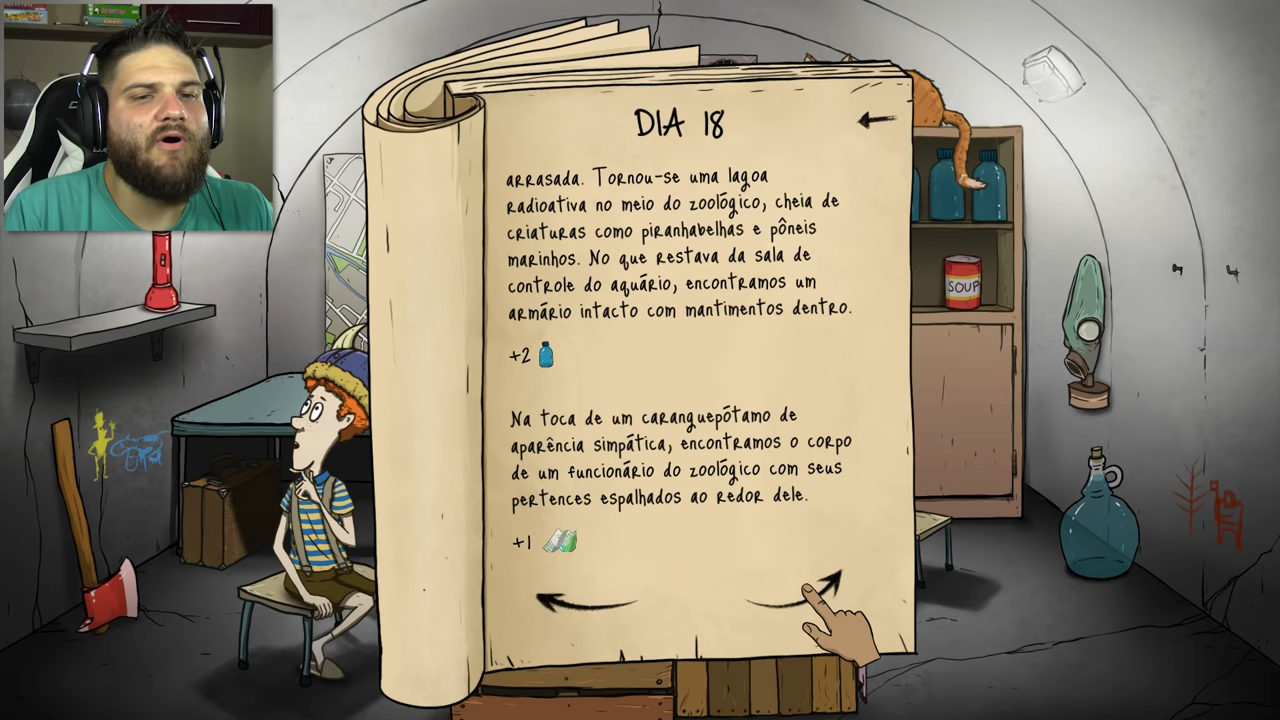 DIA 18
arrasada. Tornou-se uma lagoa
radioativa no meio do zoológico, cheia de
criaturas como piranhabelhas e pôneis
marinhos. No que restava da sala de
controle do aquário, encontramos um
armário intacto com mantimentos dentro.
+2
Na toca de um caranguepótamo de
aparência simpática, encontramos o corpo
de um funcionário do zoológico com seus
pertences espalhados ao redor dele.
+1
SOUP